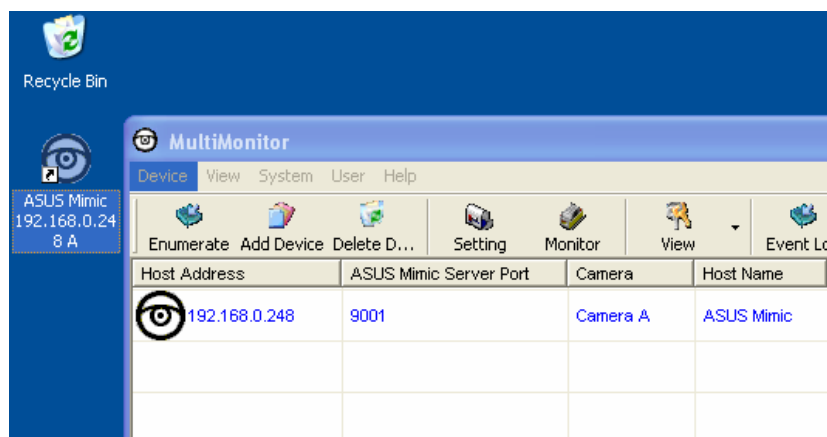 Recycle Bin
MultiMonitor
Device View System User Help
ASUS Mimic
192.168.0.24
8 A
Enumerate Add Device Delete D... Setting Monitor View Event Lo
Host Address ASUS Mimic Server Port Camera Host Name
192.168.0.248 9001 Camera A ASUS Mimic